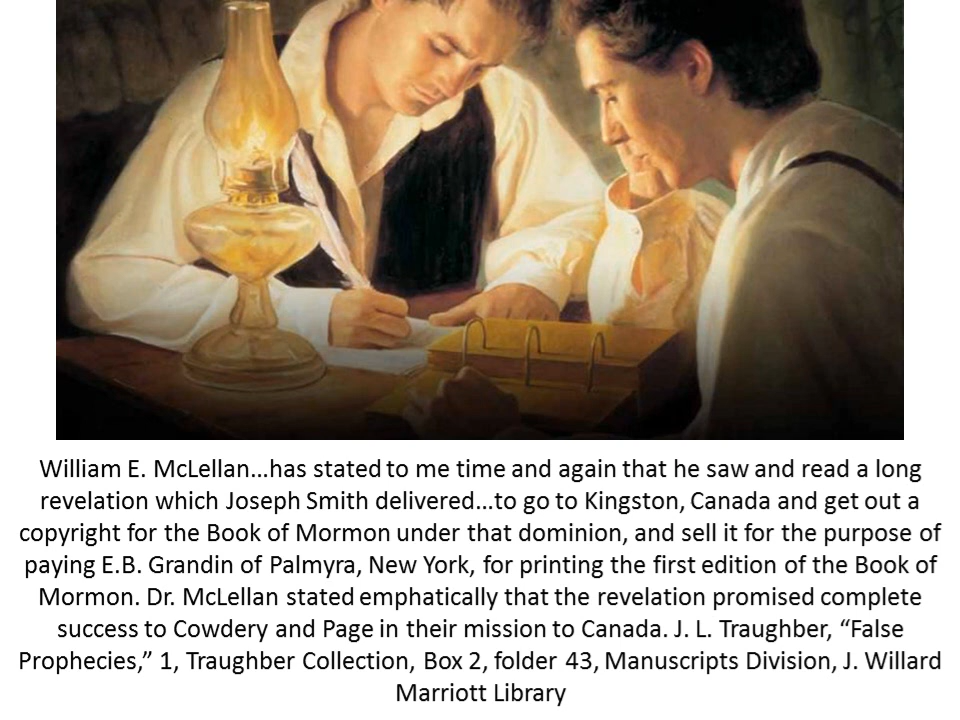 William E. McLellan...has stated to me time and again that he saw and read a long
revelation which Joseph Smith delivered...to go to Kingston, Canada and get out a
copyright for the Book of Mormon under that dominion, and sell it for the purpose of
paying E.B. Grandin of Palmyra, New York, for printing the first edition of the Book of
Mormon. Dr. McLellan stated emphatically that the revelation promised complete
success to Cowdery and Page in their mission to Canada. J. L. Traughber, “False
Prophecies,” 1, Traughber Collection, Box 2, folder 43, Manuscripts Division, J. Willard
Marriott Library